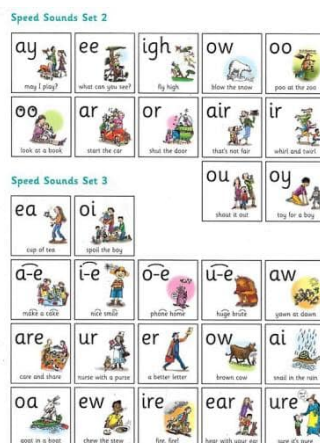 Speed Sounds Set 2
ay ee igh ow oo
may I play? what can you see? fly high blow the snow poo at the zoo
oo ar or air ir
look at a book start the car shut the door that's not fair whirl and twirl
ou oy
shout it out toy for a boy
Speed Sounds Set 3
ea oi
cup of tea spoil the boy
a-e i-e o-e u-e aw
make a cake nice smile phone home huge brute yawn at dawn
are ur er ow ai
care and share nurse with a purse a better letter brown cow snail in the rain
oa ew ire ear ure
goat in a boat chew the stew fire, fire! hear with your ear sure it's pure